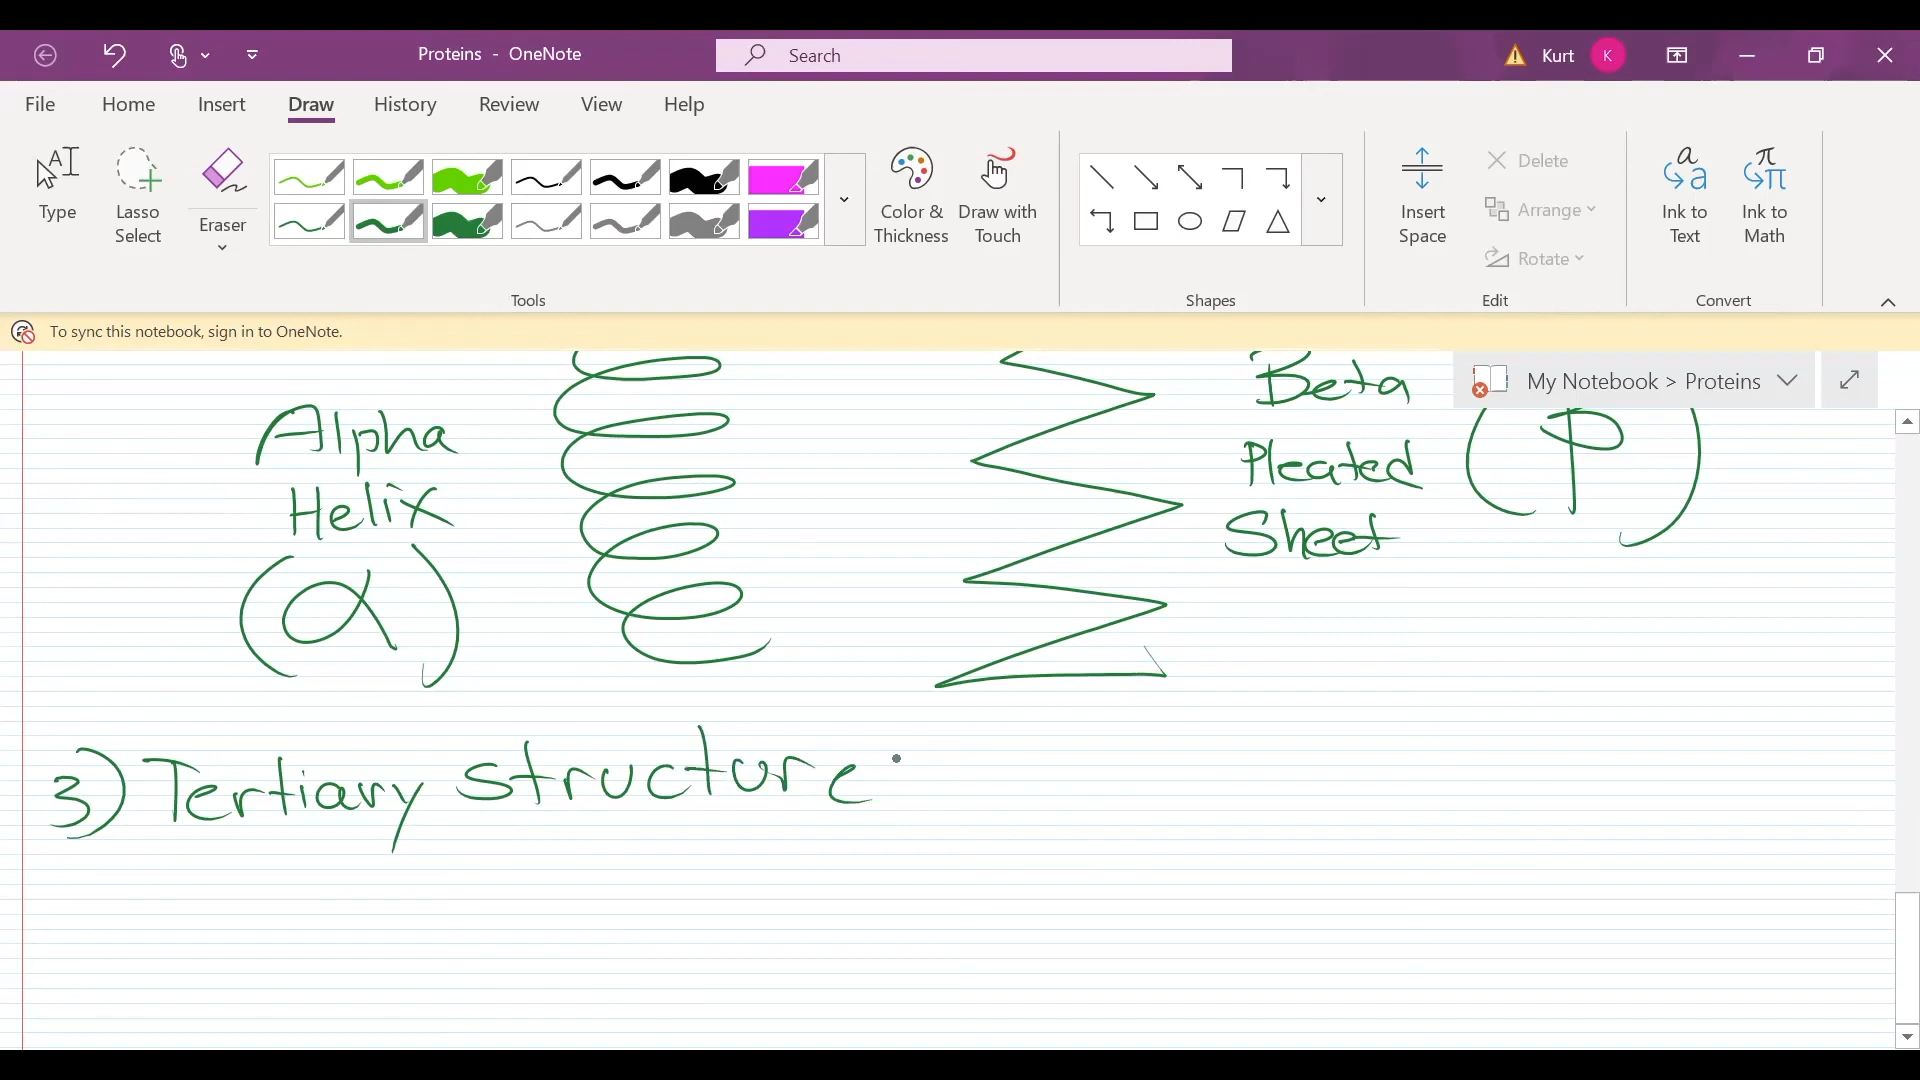 Proteins - OneNote
Search
Kurt
K
File Home Insert Draw History Review View Help
Type
Lasso Select
Eraser
Color & Thickness
Draw with Touch
Insert Space
Delete
Arrange
Rotate
Ink to Text
Ink to Math
Tools
Shapes
Edit
Convert
To sync this notebook, sign in to OneNote.
My Notebook > Proteins
Alpha
Helix
(α)
Beta
Pleated
Sheet
3) Tertiary structure